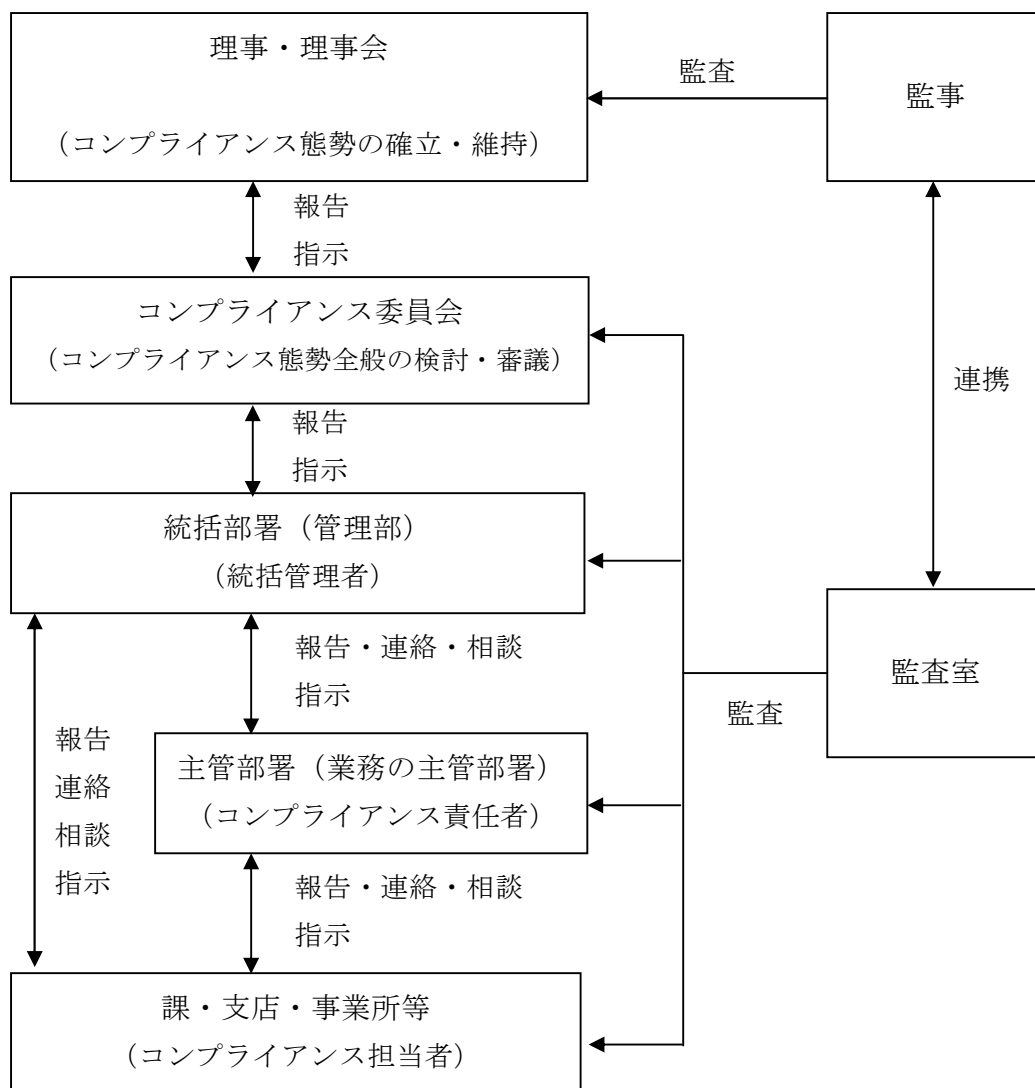 理事・理事会
(コンプライアンス態勢の確立・維持)
監査
監事
報告
指示
コンプライアンス委員会
(コンプライアンス態勢全般の検討・審議)
連携
報告
指示
統括部署(管理部)
(統括管理者)
報告・連絡・相談
指示
監査室
監査
報告
連絡
相談
指示
主管部署(業務の主管部署)
(コンプライアンス責任者)
報告・連絡・相談
指示
課・支店・事業所等
(コンプライアンス担当者)